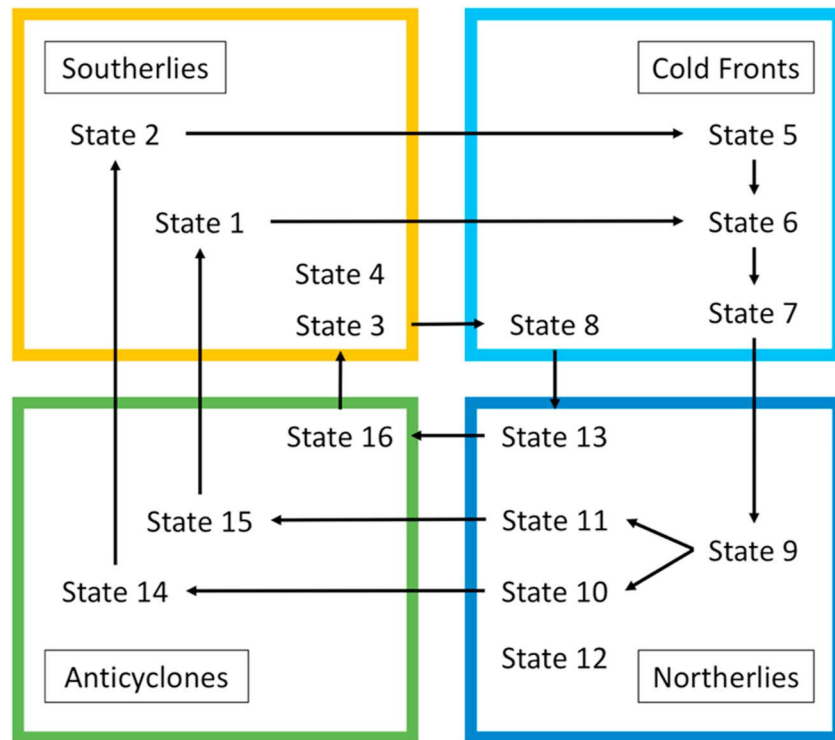 Southerlies
Cold Fronts
State 2
State 5
State 1
State 6
State 4
State 3
State 8
State 7
State 16
State 13
State 15
State 11
State 9
State 14
State 10
State 12
Anticyclones
Northerlies